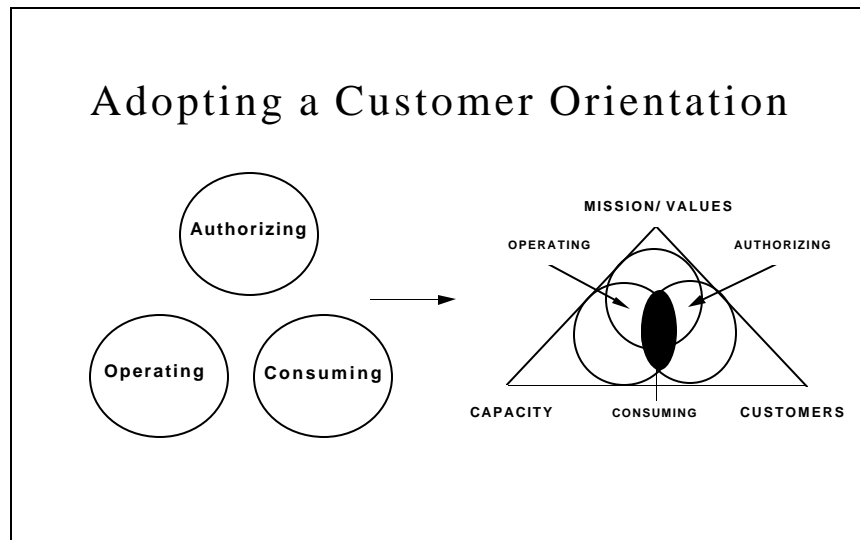 Adopting a Customer Orientation
Authorizing
Operating
Consuming
MISSION/ VALUES
OPERATING
AUTHORIZING
CAPACITY
CONSUMING
CUSTOMERS